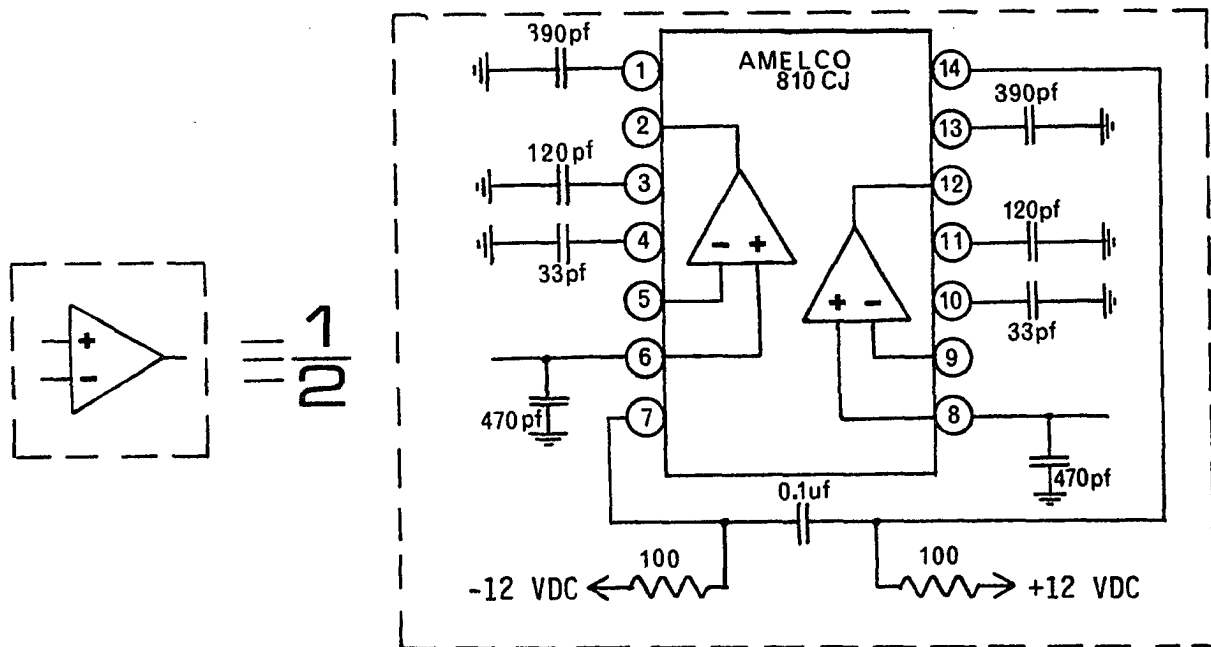 +
-
≡ 1/2
AMELCO
810 CJ
390pf
1
2
120pf
3
4
33pf
5
6
470pf
7
- +
+ -
14
390pf
13
12
120pf
11
10
33pf
9
8
470pf
0.1uf
100
-12 VDC
100
+12 VDC